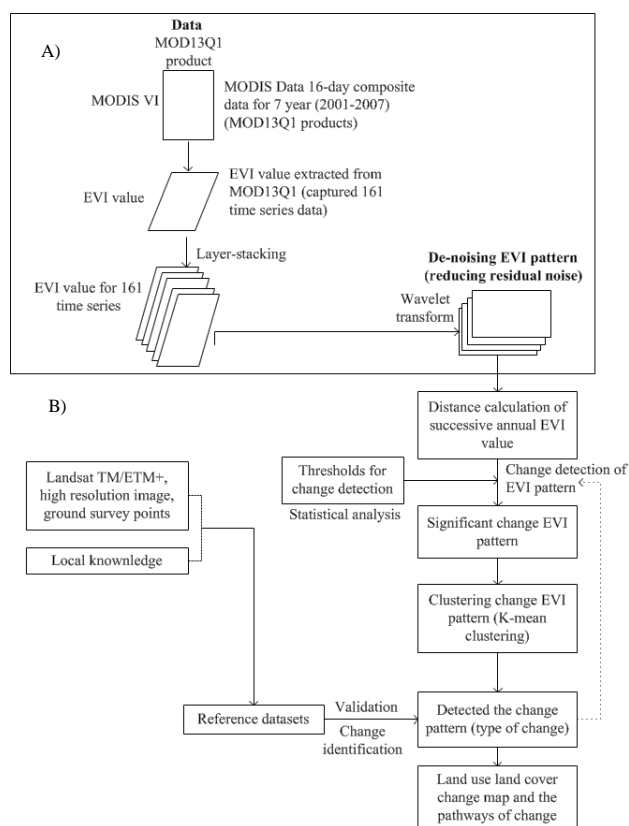 A)
Data
MOD13Q1
product
MODIS VI
MODIS Data 16-day composite
data for 7 year (2001-2007)
(MOD13Q1 products)
EVI value
EVI value extracted from
MOD13Q1 (captured 161
time series data)
Layer-stacking
EVI value for 161
time series
De-noising EVI pattern
(reducing residual noise)
Wavelet
transform
B)
Distance calculation of
successive annual EVI
value
Landsat TM/ETM+,
high resolution image,
ground survey points
Local knownledge
Thresholds for
change detection
Statistical analysis
Change detection of
EVI pattern
Significant change EVI
pattern
Clustering change EVI
pattern (K-mean
clustering)
Reference datasets
Validation
Change
identification
Detected the change
pattern (type of change)
Land use land cover
change map and the
pathways of change